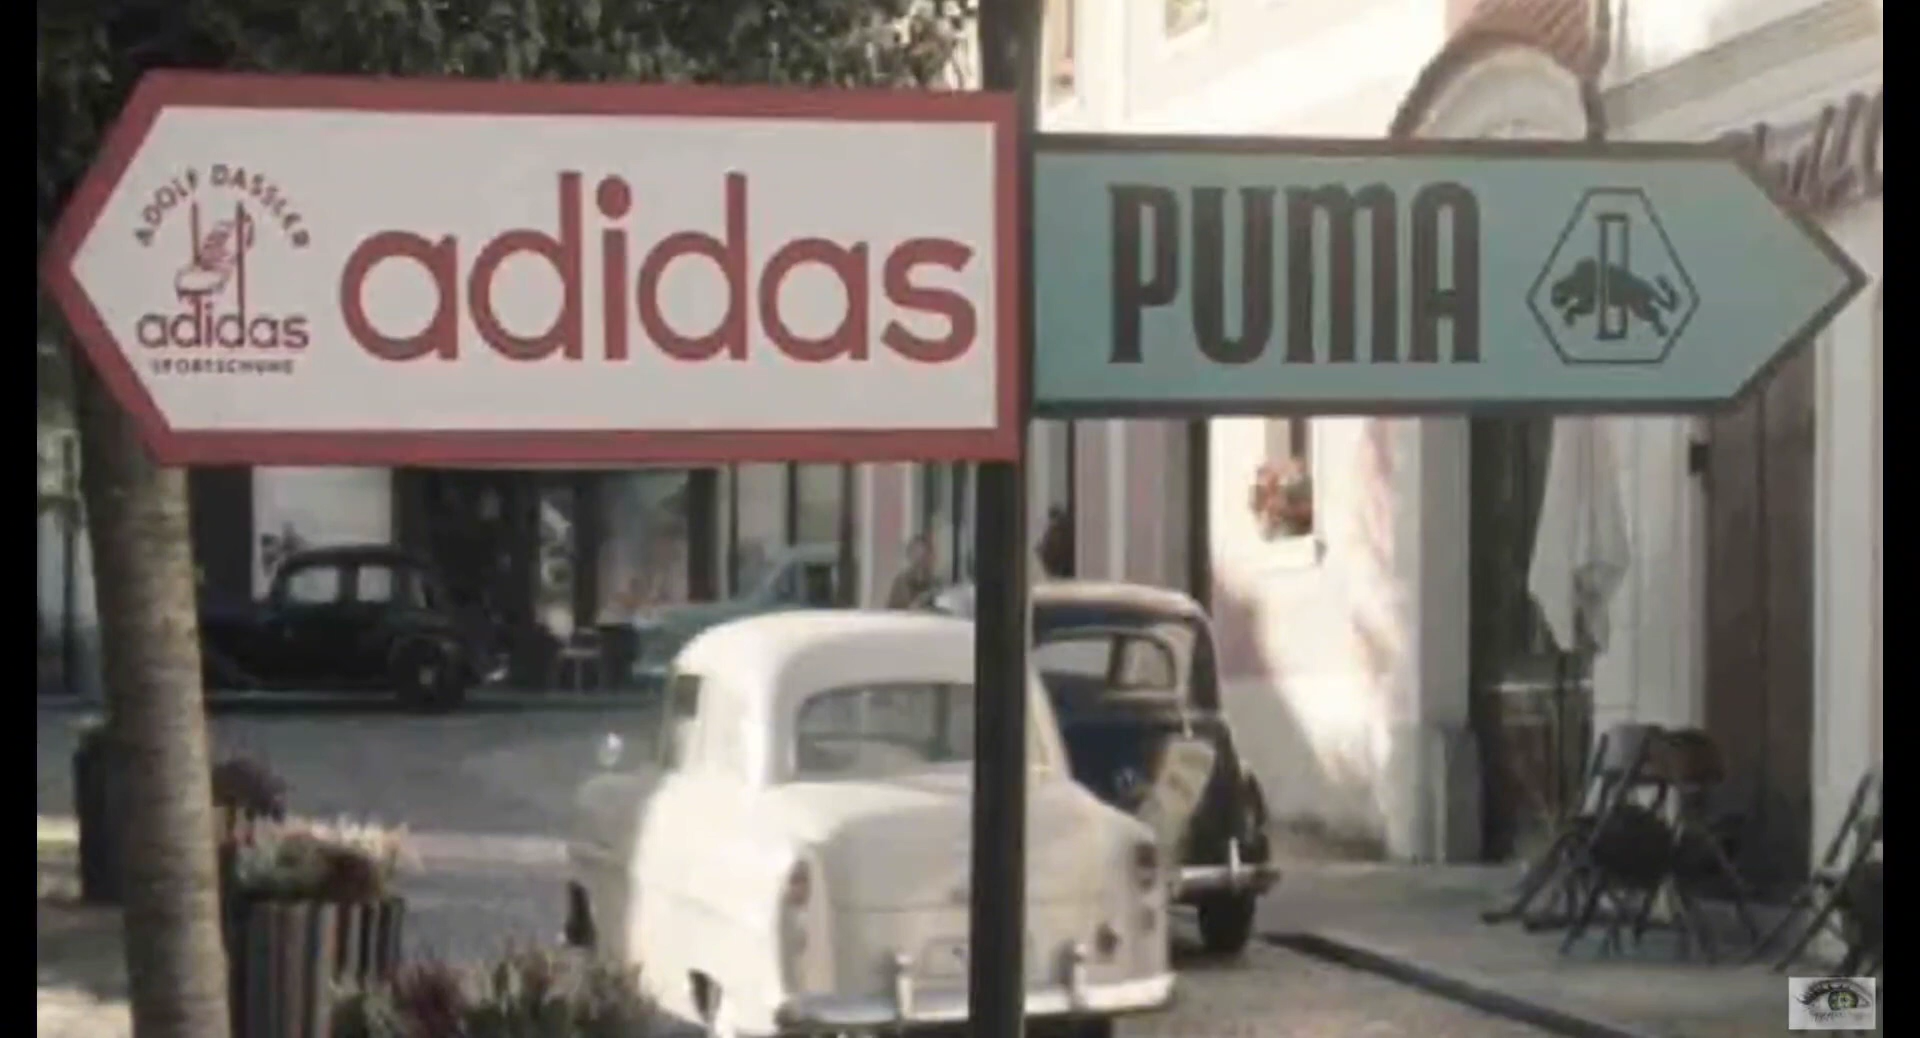 ADOLF DASSLER
adidas
SPORTSCHUHE
adidas
PUMA